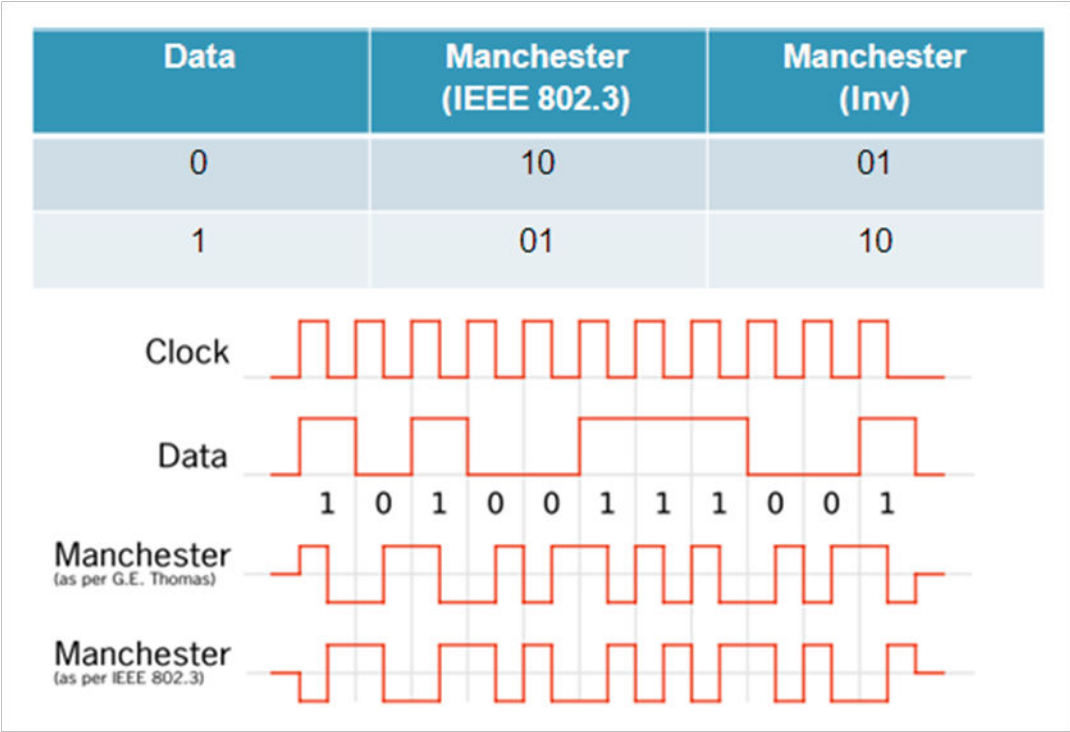 Data Manchester (IEEE 802.3) Manchester (Inv)
0 10 01
1 01 10
Clock
Data
1 0 1 0 0 1 1 1 0 0 1
Manchester
(as per G.E. Thomas)
Manchester
(as per IEEE 802.3)